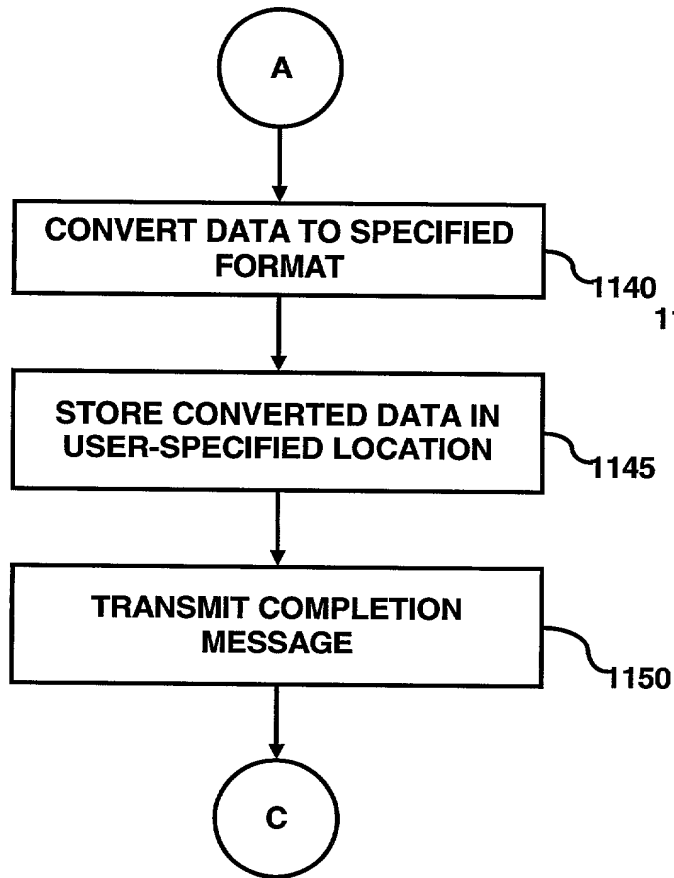 A
CONVERT DATA TO SPECIFIED
FORMAT
1140
STORE CONVERTED DATA IN
USER-SPECIFIED LOCATION
1145
TRANSMIT COMPLETION
MESSAGE
1150
C